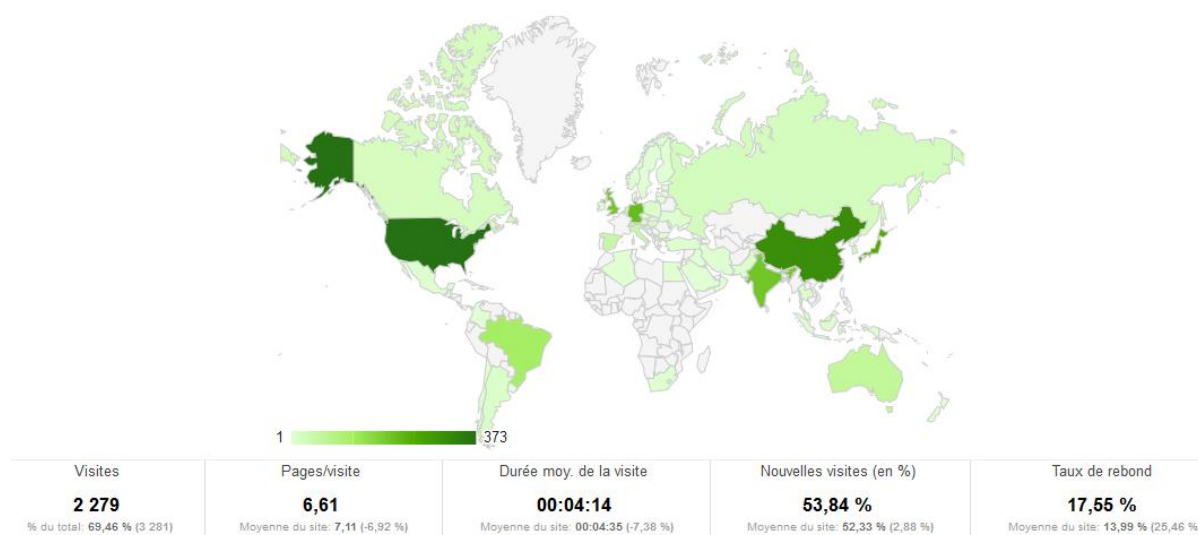 1 373
Visites
2 279
% du total: 69,46 % (3 281)
Pages/visite
6,61
Moyenne du site: 7,11 (-6,92 %)
Durée moy. de la visite
00:04:14
Moyenne du site: 00:04:35 (-7,38 %)
Nouvelles visites (en %)
53,84 %
Moyenne du site: 52,33 % (2,88 %)
Taux de rebond
17,55 %
Moyenne du site: 13,99 % (25,46 %